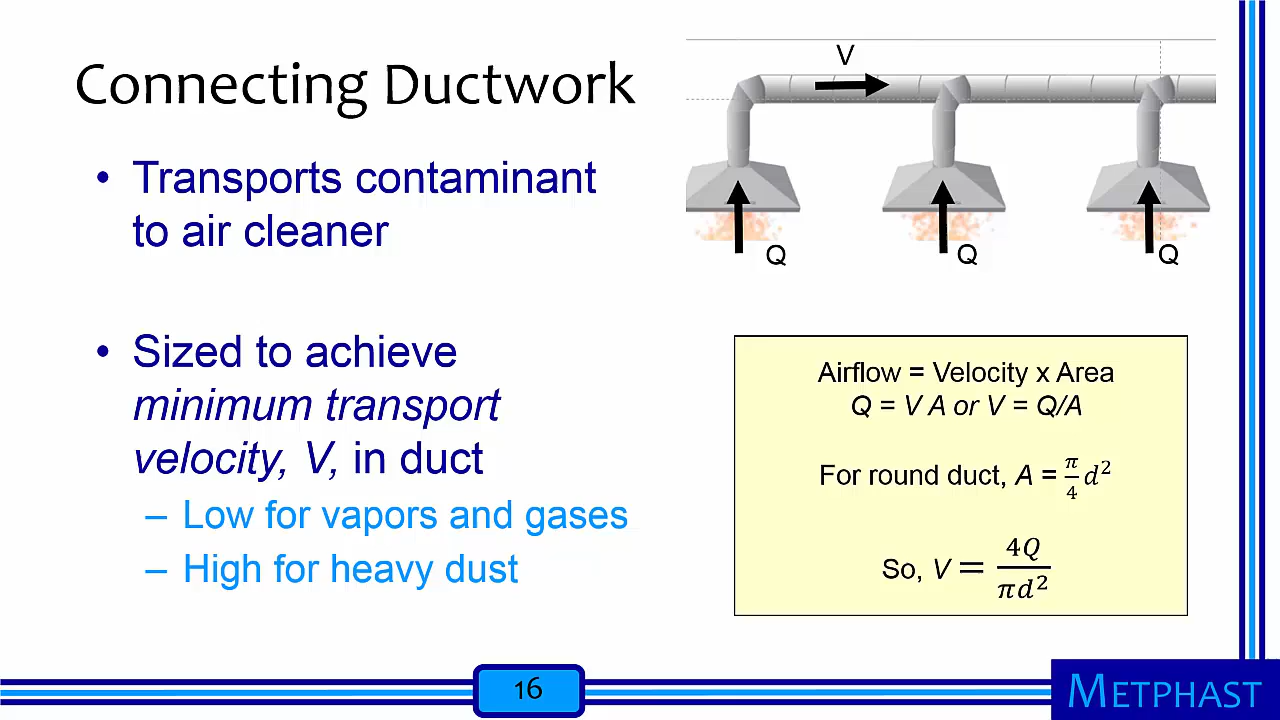 Connecting Ductwork
• Transports contaminant
to air cleaner
• Sized to achieve
minimum transport
velocity, V, in duct
– Low for vapors and gases
– High for heavy dust
V
Q
Q
Q
Airflow = Velocity x Area
Q = V A or V = Q/A
For round duct, A = π/4 d²
So, V = 4Q/πd²
16
METPHAST